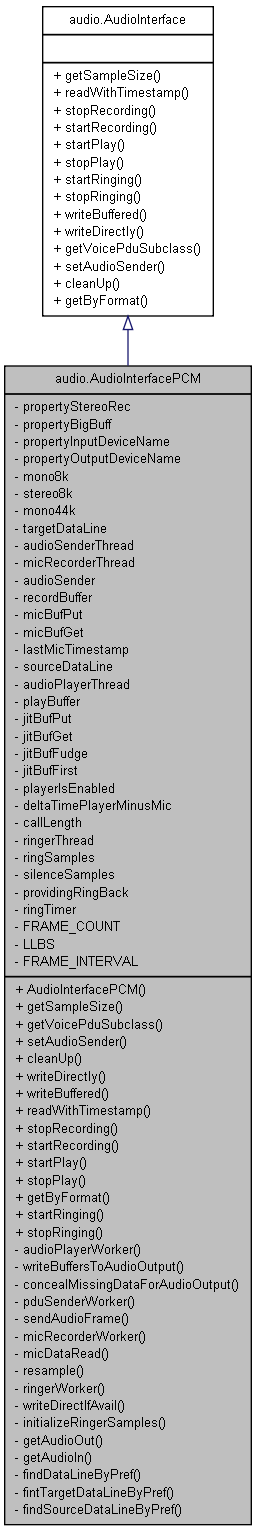 audio.AudioInterface
+ getSampleSize()
+ readWithTimestamp()
+ stopRecording()
+ startRecording()
+ startPlay()
+ stopPlay()
+ startRinging()
+ stopRinging()
+ writeBuffered()
+ writeDirectly()
+ getVoicePduSubclass()
+ setAudioSender()
+ cleanUp()
+ getByFormat()
audio.AudioInterfacePCM
- propertyStereoRec
- propertyBigBuff
- propertyInputDeviceName
- propertyOutputDeviceName
- mono8k
- stereo8k
- mono44k
- targetDataLine
- audioSenderThread
- micRecorderThread
- audioSender
- recordBuffer
- micBufPut
- micBufGet
- lastMicTimestamp
- sourceDataLine
- audioPlayerThread
- playBuffer
- jitBufPut
- jitBufGet
- jitBufFudge
- jitBufFirst
- playerIsEnabled
- deltaTimePlayerMinusMic
- callLength
- ringerThread
- ringSamples
- silenceSamples
- providingRingBack
- ringTimer
- FRAME_COUNT
- LLBS
- FRAME_INTERVAL
+ AudioInterfacePCM()
+ getSampleSize()
+ getVoicePduSubclass()
+ setAudioSender()
+ cleanUp()
+ writeDirectly()
+ writeBuffered()
+ readWithTimestamp()
+ stopRecording()
+ startRecording()
+ startPlay()
+ stopPlay()
+ getByFormat()
+ startRinging()
+ stopRinging()
- audioPlayerWorker()
- writeBuffersToAudioOutput()
- concealMissingDataForAudioOutput()
- pduSenderWorker()
- sendAudioFrame()
- micRecorderWorker()
- micDataRead()
- resample()
- ringerWorker()
- writeDirectIfAvail()
- initializeRingerSamples()
- getAudioOut()
- getAudioIn()
- findDataLineByPref()
- fintTargetDataLineByPref()
- findSourceDataLineByPref()